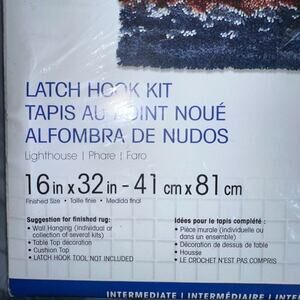 LATCH HOOK KIT
TAPIS AU POINT NOUÉ
ALFOMBRA DE NUDOS
Lighthouse | Phare | Faro
16 in x 32 in - 41 cm x 81 cm
Finished Size • Taille finie • Medida final
Suggestion for finished rug:
• Wall Hanging (individual or
collection of several kits)
• Table Top decoration
• Cushion Top
• LATCH HOOK TOOL NOT INCLUDED
Idées pour le tapis complété :
• Pièce murale (individuelle ou
dans un ensemble)
• Décoration de dessus de table
• Housse
• LE CROCHET N'EST PAS COMPRIS
INTERMEDIATE | INTERMÉDIAIRE | INTE